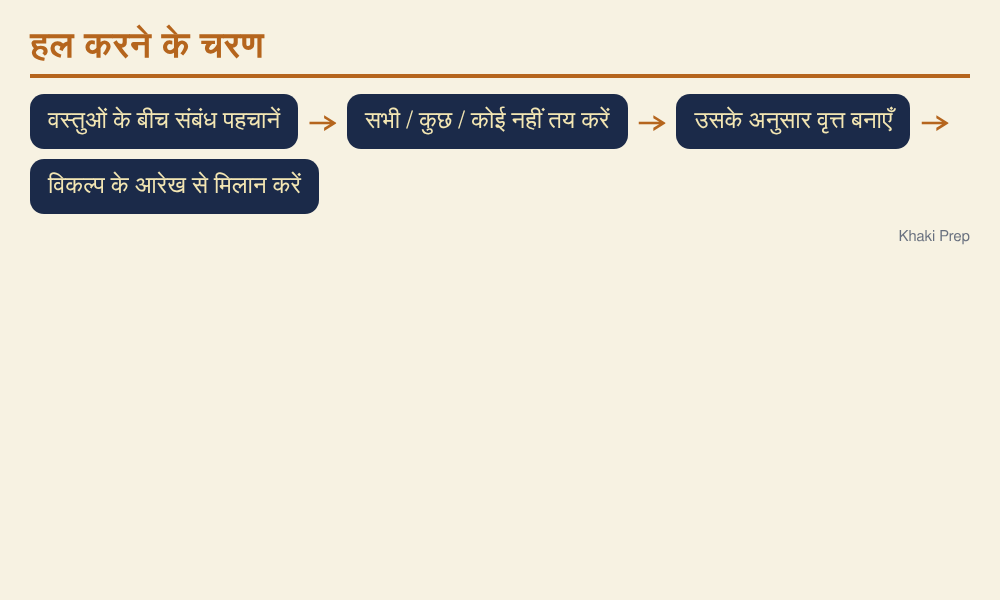 हल करने के चरण
वस्तुओं के बीच संबंध पहचानें → सभी / कुछ / कोई नहीं तय करें → उसके अनुसार वृत्त बनाएँ →
विकल्प के आरेख से मिलान करें
Khaki Prep